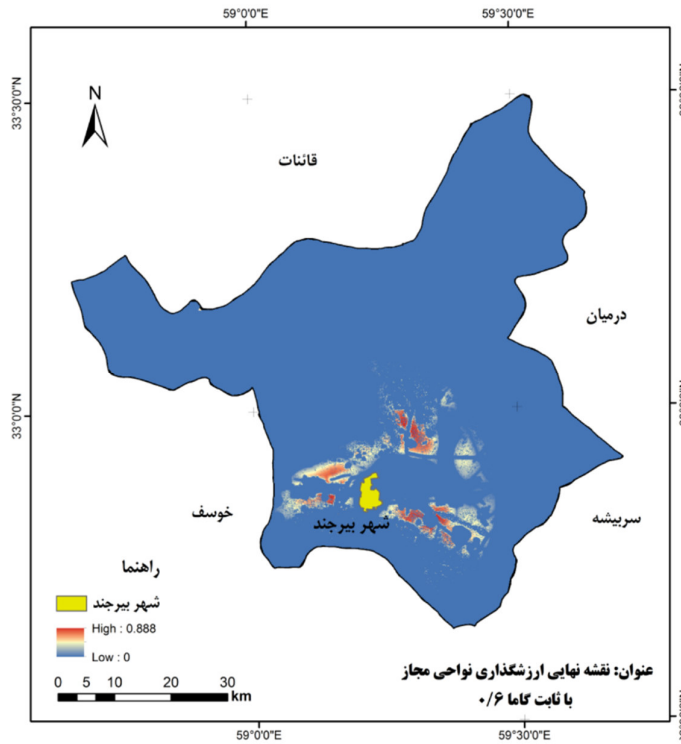 59°0'0"E
59°30'0"E
33°30'0"N
N
قائنات
درمیان
33°0'0"N
خوسف
شهر بیرجند
سربیشه
راهنما
شهر بیرجند
High : 0.888
Low : 0
0 5 10 20 30
km
عنوان: نقشه نهایی ارزشگذاری نواحی مجاز
با ثابت گاما ۰/۶
59°0'0"E
59°30'0"E